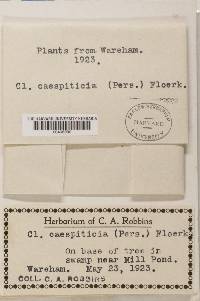 Plants from Wareham.
1923.
Cl. caespiticia (Pers.) Floerk.
HARVARD
Herbarium of C. A. Robbins
Cl. caespiticia (Pers.) Floerk
On base of tree in
swamp near Mill Pond.
Wareham. May 23, 1923.
COLL. C. A. ROBBINS